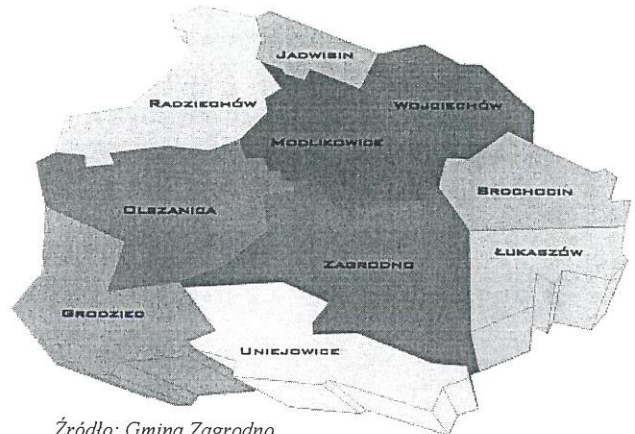 JADWISIN
RADZIECHÓW
WOJCIECHÓW
MODLIKOWICE
BROCHOCIN
OLSZANICA
ŁUKASZÓW
ZAGRODNO
GRODZIEC
UNIEJOWICE
Źródło: Gmina Zagrodno